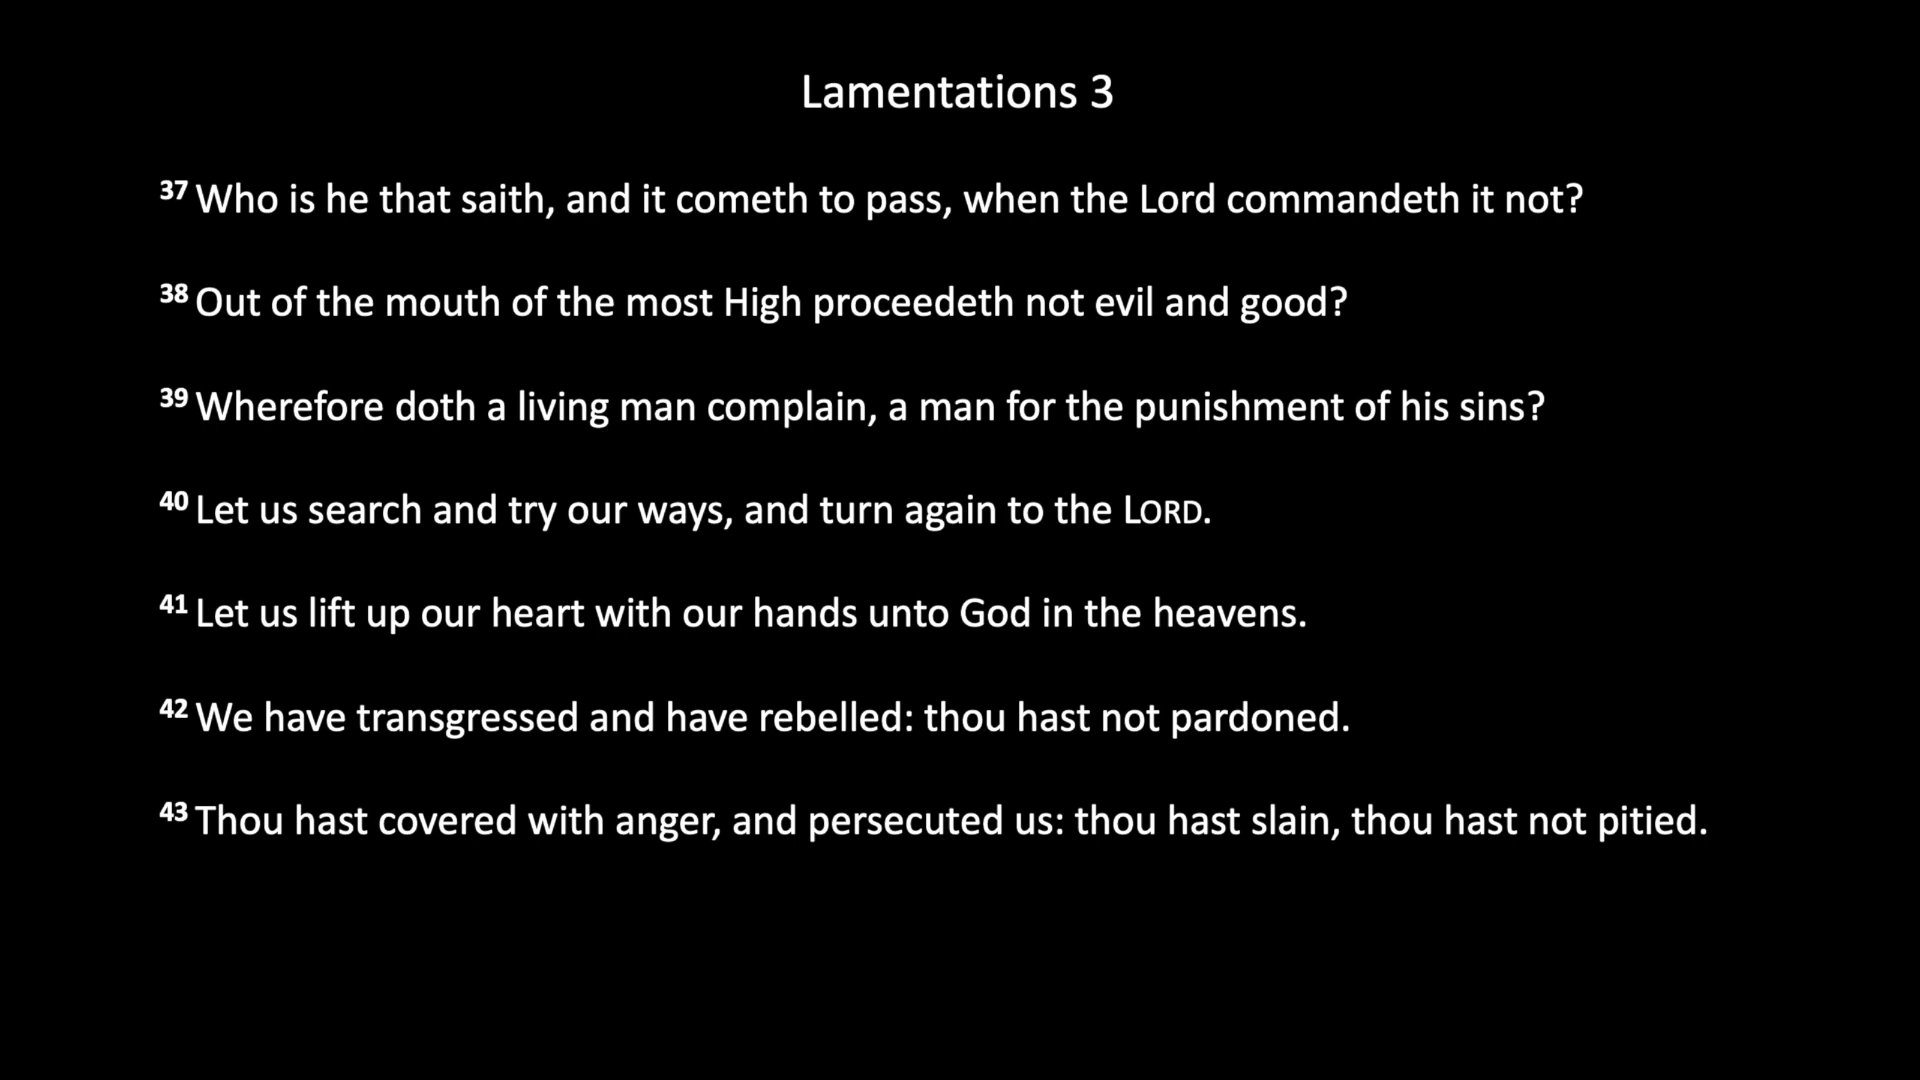 Lamentations 3
37 Who is he that saith, and it cometh to pass, when the Lord commandeth it not?
38 Out of the mouth of the most High proceedeth not evil and good?
39 Wherefore doth a living man complain, a man for the punishment of his sins?
40 Let us search and try our ways, and turn again to the LORD.
41 Let us lift up our heart with our hands unto God in the heavens.
42 We have transgressed and have rebelled: thou hast not pardoned.
43 Thou hast covered with anger, and persecuted us: thou hast slain, thou hast not pitied.